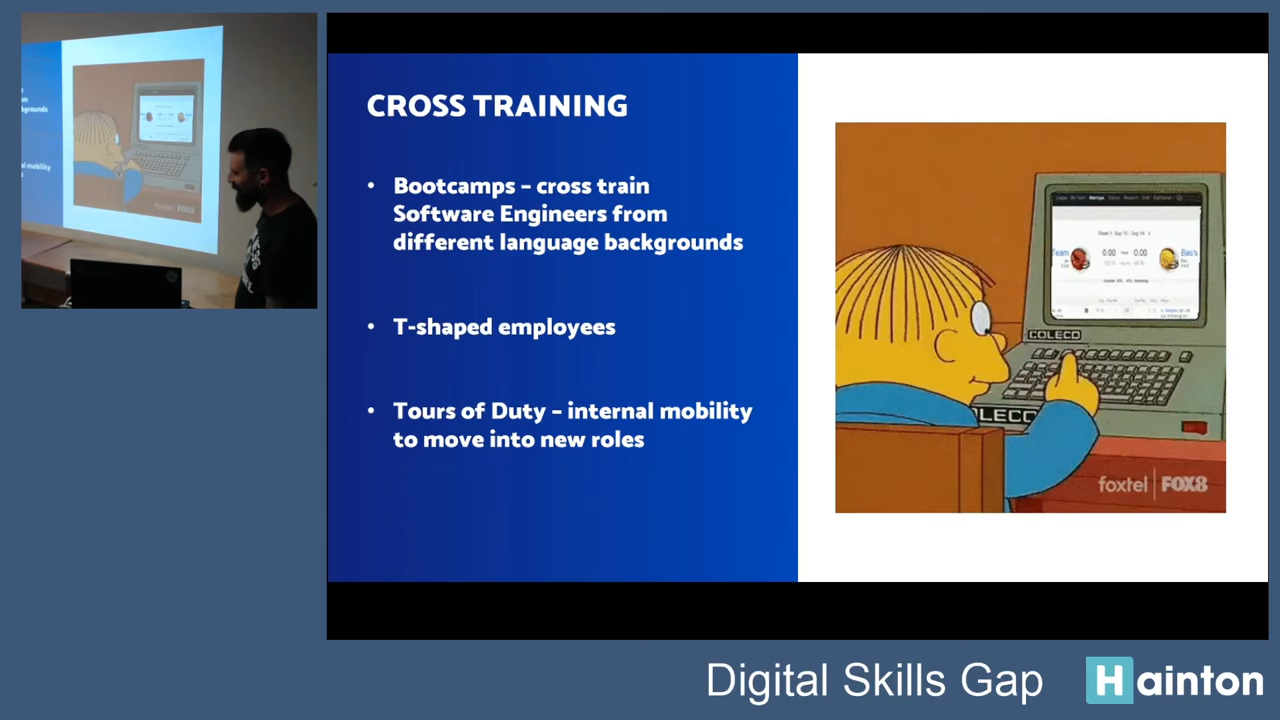 CROSS TRAINING
• Bootcamps – cross train
Software Engineers from
different language backgrounds
• T-shaped employees
• Tours of Duty – internal mobility
to move into new roles
COLECO
OLECO
foxtel | FOX8
Digital Skills Gap
Hainton